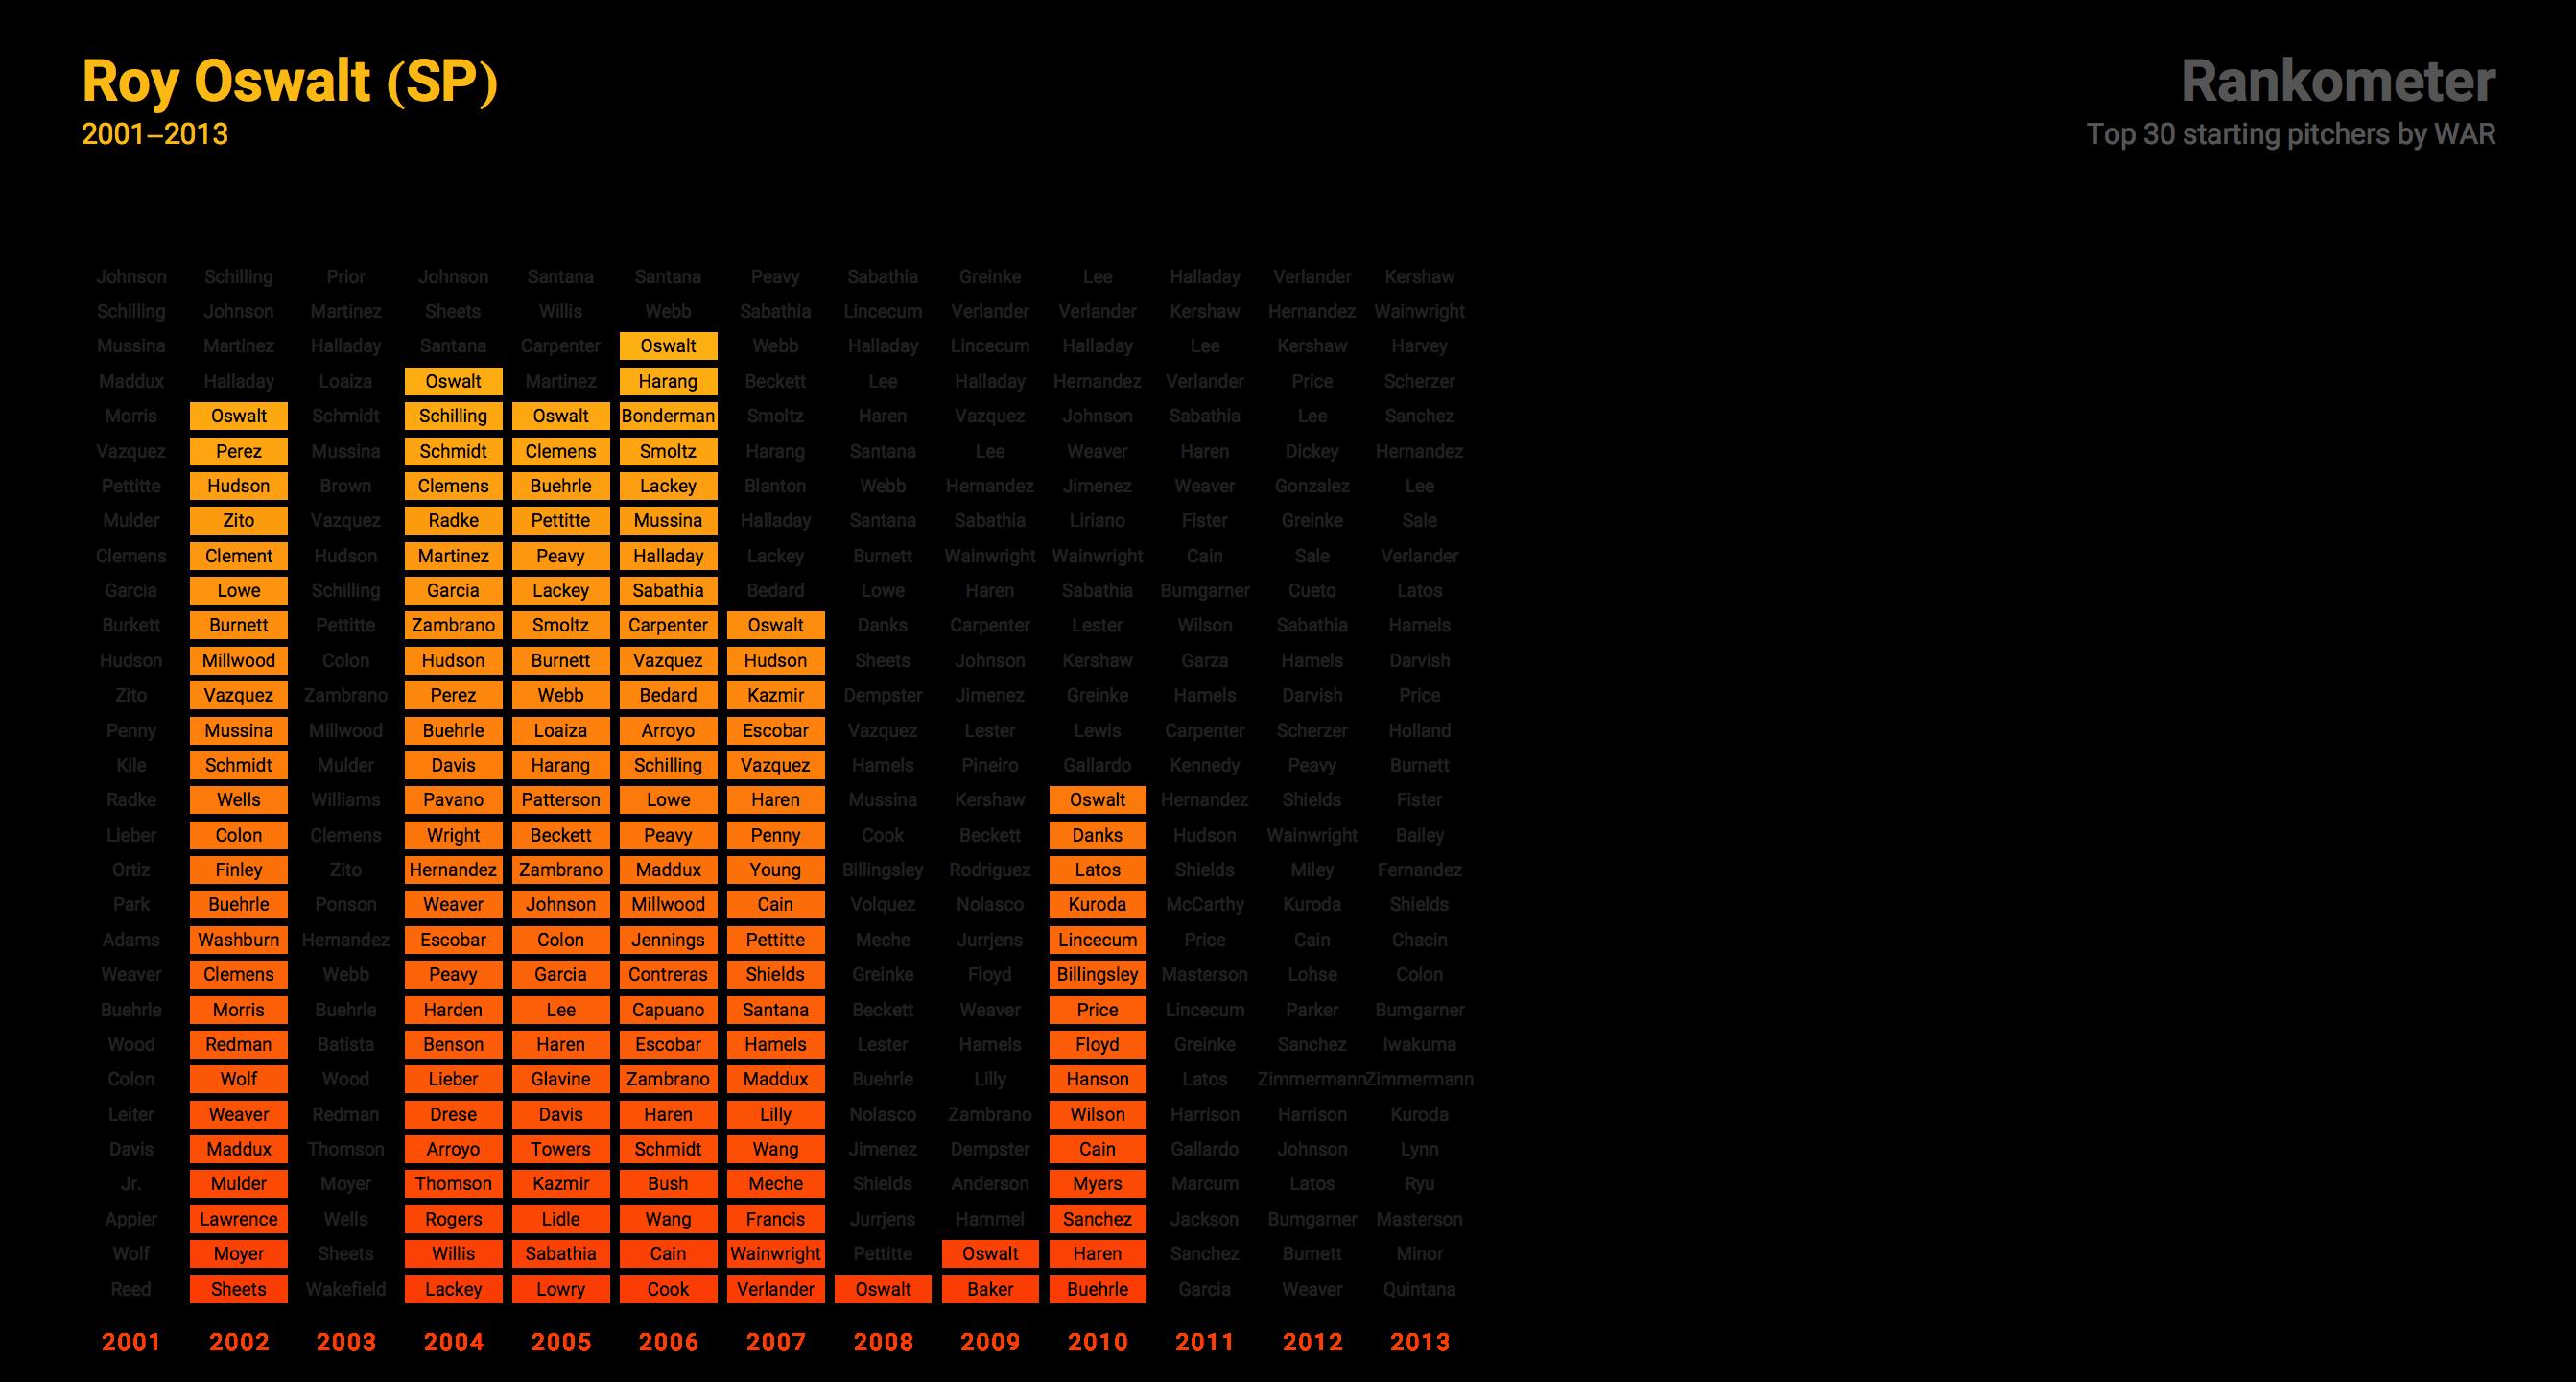 Roy Oswalt (SP)
2001–2013
Rankometer
Top 30 starting pitchers by WAR
Johnson Schilling Prior Johnson Santana Santana Peavy Sabathia Greinke Lee Halladay Verlander Kershaw
Schilling Johnson Martinez Sheets Willis Webb Sabathia Lincecum Verlander Verlander Kershaw Hernandez Wainwright
Mussina Martinez Halladay Santana Carpenter Oswalt Webb Halladay Lincecum Halladay Lee Kershaw Harvey
Maddux Halladay Loaiza Oswalt Martinez Harang Beckett Lee Halladay Hernandez Verlander Price Scherzer
Morris Oswalt Schmidt Schilling Oswalt Bonderman Smoltz Haren Vazquez Johnson Sabathia Lee Sanchez
Vazquez Perez Mussina Schmidt Clemens Smoltz Harang Santana Lee Weaver Haren Dickey Hernandez
Pettitte Hudson Brown Clemens Buehrle Lackey Blanton Webb Hernandez Jimenez Weaver Gonzalez Lee
Mulder Zito Vazquez Radke Pettitte Mussina Halladay Santana Sabathia Liriano Fister Greinke Sale
Clemens Clement Hudson Martinez Peavy Halladay Lackey Burnett Wainwright Wainwright Cain Sale Verlander
Garcia Lowe Schilling Garcia Lackey Sabathia Bedard Lowe Haren Sabathia Bumgarner Cueto Latos
Burkett Burnett Pettitte Zambrano Smoltz Carpenter Oswalt Danks Carpenter Lester Wilson Sabathia Hamels
Hudson Millwood Colon Hudson Burnett Vazquez Hudson Sheets Johnson Kershaw Garza Hamels Darvish
Zito Vazquez Zambrano Perez Webb Bedard Kazmir Dempster Jimenez Greinke Hamels Darvish Price
Penny Mussina Millwood Buehrle Loaiza Arroyo Escobar Vazquez Lester Lewis Carpenter Scherzer Holland
Kile Schmidt Mulder Davis Harang Schilling Vazquez Hamels Pineiro Gallardo Kennedy Peavy Burnett
Radke Wells Williams Pavano Patterson Lowe Haren Mussina Kershaw Oswalt Hernandez Shields Fister
Lieber Colon Clemens Wright Beckett Peavy Penny Cook Beckett Danks Hudson Wainwright Bailey
Ortiz Finley Zito Hernandez Zambrano Maddux Young Billingsley Rodriguez Latos Shields Miley Fernandez
Park Buehrle Ponson Weaver Johnson Millwood Cain Volquez Nolasco Kuroda McCarthy Kuroda Shields
Adams Washburn Hernandez Escobar Colon Jennings Pettitte Meche Jurrjens Lincecum Price Cain Chacin
Weaver Clemens Webb Peavy Garcia Contreras Shields Greinke Floyd Billingsley Masterson Lohse Colon
Buehrle Morris Buehrle Harden Lee Capuano Santana Beckett Weaver Price Lincecum Parker Bumgarner
Wood Redman Batista Benson Haren Escobar Hamels Lester Hamels Floyd Greinke Sanchez Iwakuma
Colon Wolf Wood Lieber Glavine Zambrano Maddux Buehrle Lilly Hanson Latos Zimmermann Zimmermann
Leiter Weaver Redman Drese Davis Haren Lilly Nolasco Zambrano Wilson Harrison Harrison Kuroda
Davis Maddux Thomson Arroyo Towers Schmidt Wang Jimenez Dempster Cain Gallardo Johnson Lynn
Jr. Mulder Moyer Thomson Kazmir Bush Meche Shields Anderson Myers Marcum Latos Ryu
Appier Lawrence Wells Rogers Lidle Wang Francis Jurrjens Hammel Sanchez Jackson Bumgarner Masterson
Wolf Moyer Sheets Willis Sabathia Cain Wainwright Pettitte Oswalt Haren Sanchez Burnett Minor
Reed Sheets Wakefield Lackey Lowry Cook Verlander Oswalt Baker Buehrle Garcia Weaver Quintana
2001 2002 2003 2004 2005 2006 2007 2008 2009 2010 2011 2012 2013